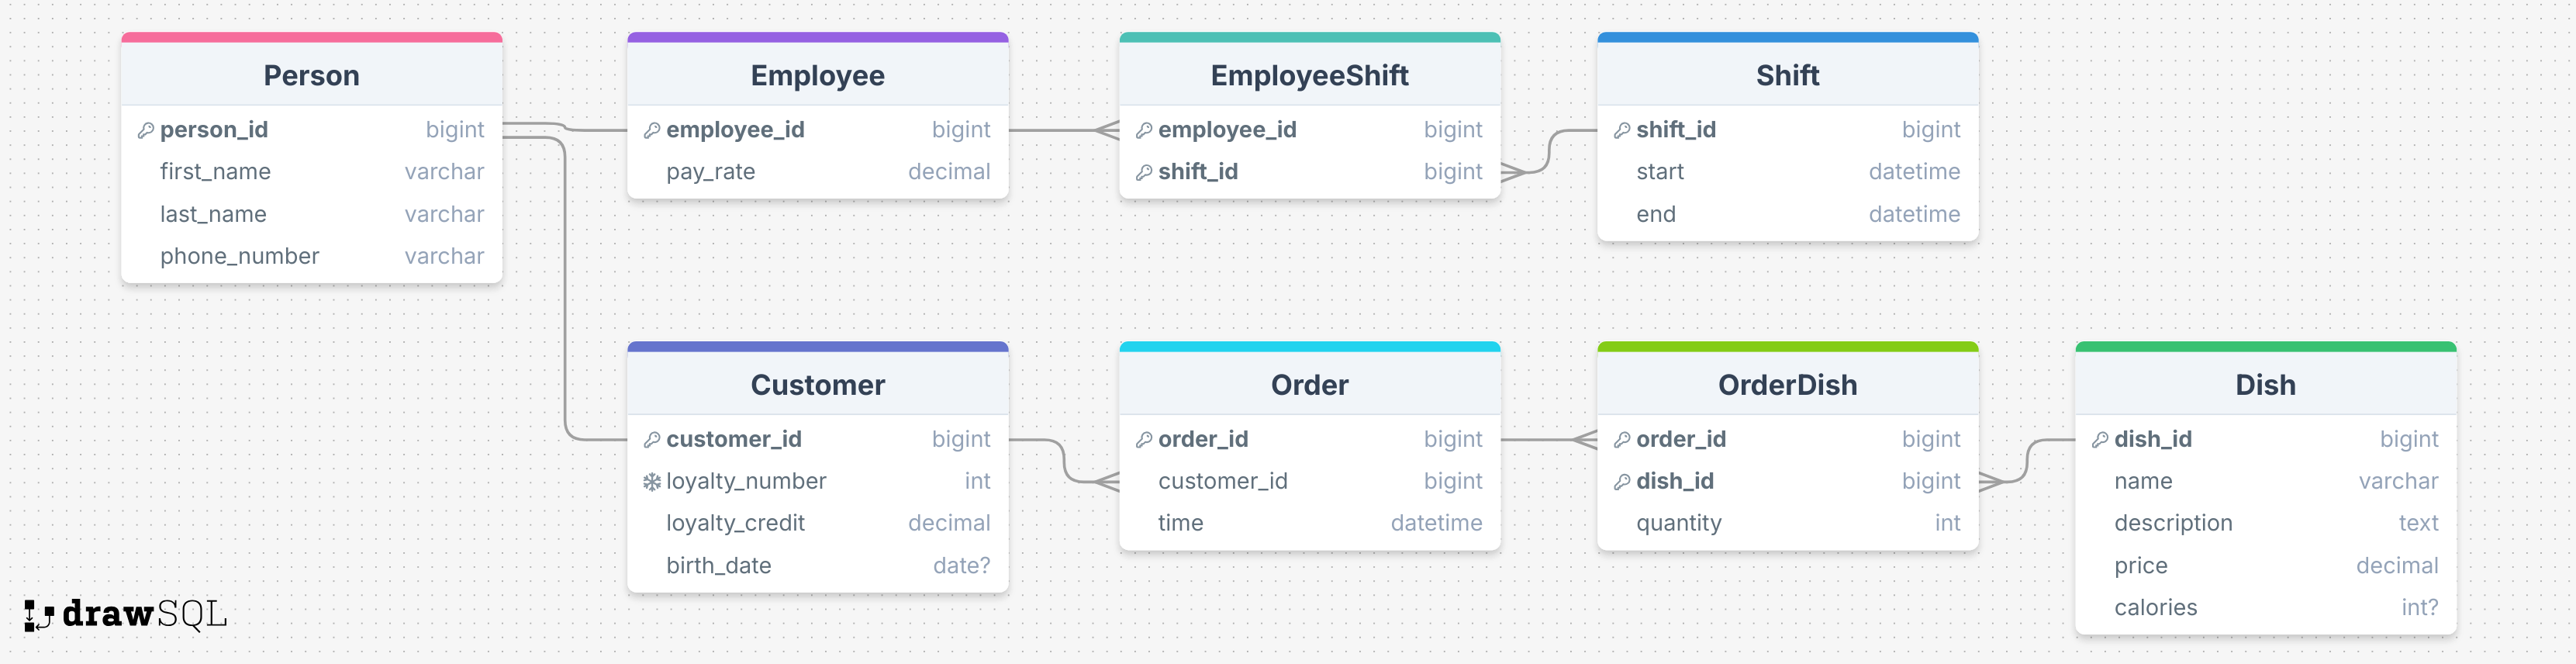 Person
person_id bigint
first_name varchar
last_name varchar
phone_number varchar
Employee
employee_id bigint
pay_rate decimal
EmployeeShift
employee_id bigint
shift_id bigint
Shift
shift_id bigint
start datetime
end datetime
Customer
customer_id bigint
loyalty_number int
loyalty_credit decimal
birth_date date?
Order
order_id bigint
customer_id bigint
time datetime
OrderDish
order_id bigint
dish_id bigint
quantity int
Dish
dish_id bigint
name varchar
description text
price decimal
calories int?
drawSQL